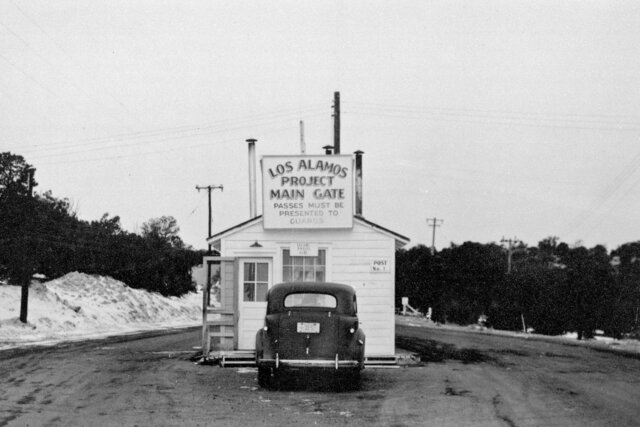 LOS ALAMOS
PROJECT
MAIN GATE
PASSES MUST BE
PRESENTED TO
GUARDS
POST
No. 1